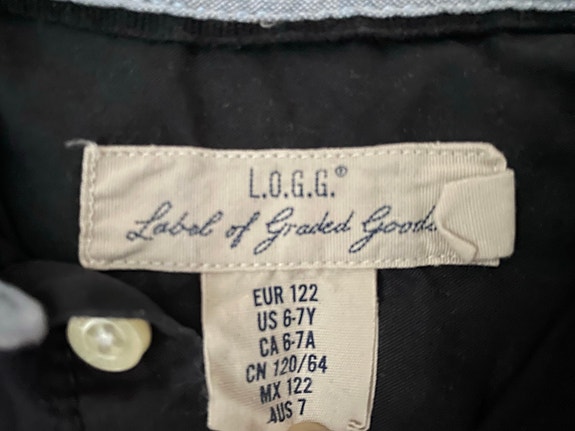 L.O.G.G.®
Label of Graded Goods
EUR 122
US 6-7Y
CA 6-7A
CN 120/64
MX 122
AUS 7